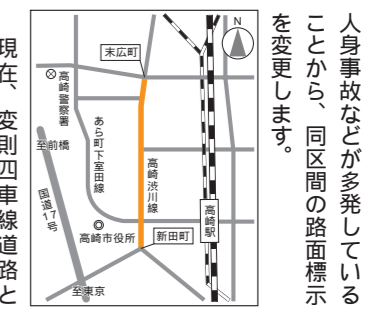 人身事故などが多発している
ことから、同区間の路面標示
を変更します。
N
末広町
高崎警察署
あら町下室田線
至前橋
高崎渋川線
国道17号
高崎駅
高崎市役所
新田町
至東京
現在、変則四車線道路と